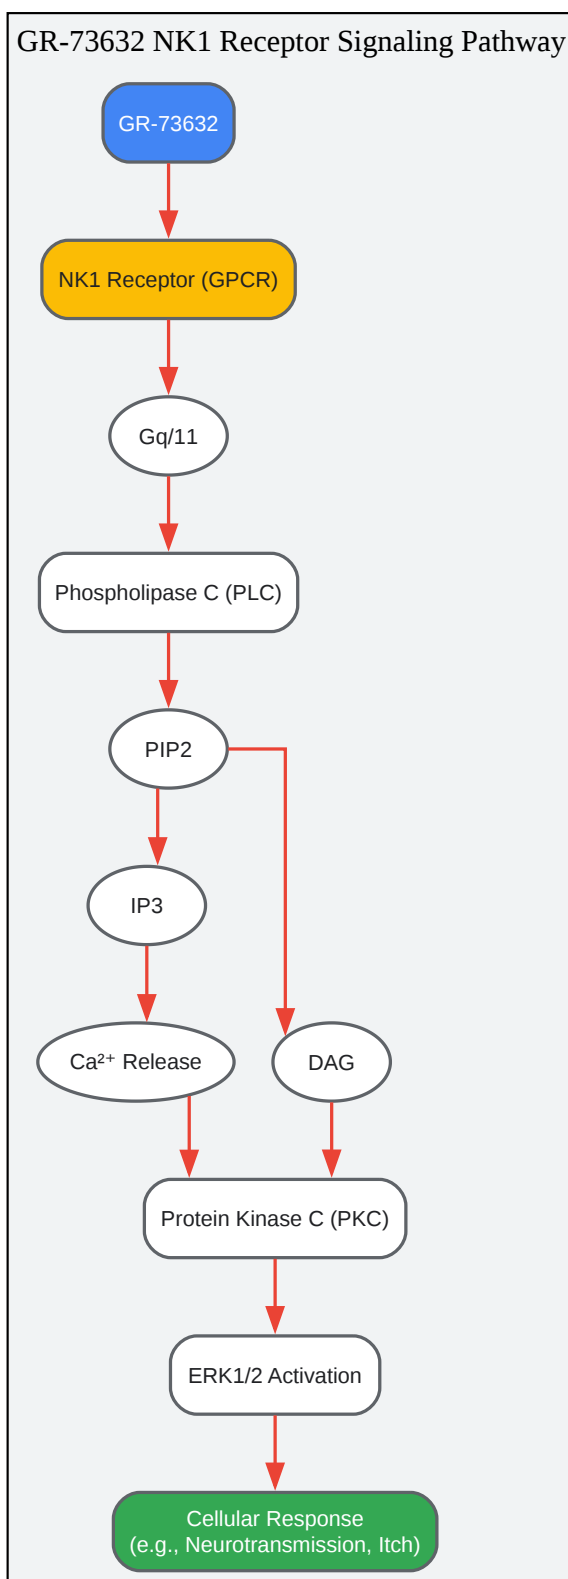 GR-73632 NK1 Receptor Signaling Pathway
GR-73632
NK1 Receptor (GPCR)
Gq/11
Phospholipase C (PLC)
PIP2
IP3
Ca²⁺ Release
DAG
Protein Kinase C (PKC)
ERK1/2 Activation
Cellular Response
(e.g., Neurotransmission, Itch)